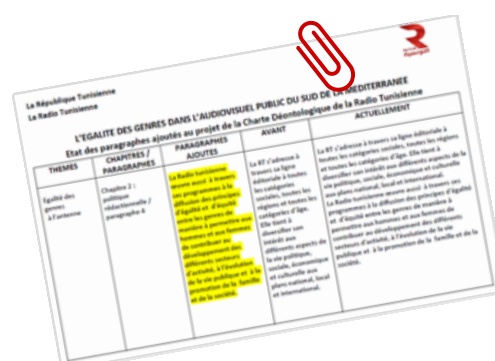 La République Tunisienne
La Radio Tunisienne
L'EGALITE DES GENRES DANS L'AUDIOVISUEL PUBLIC DU SUD DE LA MEDITERRANEE
Etat des paragraphes ajoutés au projet de la Charte Déontologique de la Radio Tunisienne
THEMES
CHAPITRES /
PARAGRAPHES
PARAGRAPHES
AJOUTES
AVANT
ACTUELLEMENT
Egalité des
genres
à l'antenne
Chapitre 2 :
politique
rédactionnelle /
paragraphe 6
La Radio tunisienne
œuvre aussi à travers
ses programmes à la
diffusion des principes
d'égalité et d'équité
entre les genres de
manière à permettre aux
hommes et aux femmes
de contribuer au
développement des
différents secteurs
d'activité, à l'évolution
de la vie publique et à la
promotion de la famille
et de la société.
La RT s'adresse à
travers sa ligne
éditoriale à toutes
les catégories
sociales, toutes les
régions et toutes les
catégories d'âge.
Elle tient à
diversifier son
intérêt aux
différents aspects de
la vie politique,
sociale, économique
et culturelle aux
plans national, local
et international.
La RT s'adresse à travers sa ligne éditoriale à
toutes les catégories sociales, toutes les régions
et toutes les catégories d'âge. Elle tient à
diversifier son intérêt aux différents aspects de la
vie politique, sociale, économique et culturelle
aux plans national, local et international.
La Radio Tunisienne œuvre aussi à travers ses
programmes à la diffusion des principes d'égalité
et d'équité entre les genres de manière à
permettre aux hommes et aux femmes de
contribuer au développement des différents
secteurs d'activité, à l'évolution de la vie
publique et à la promotion de la famille et de la
société.